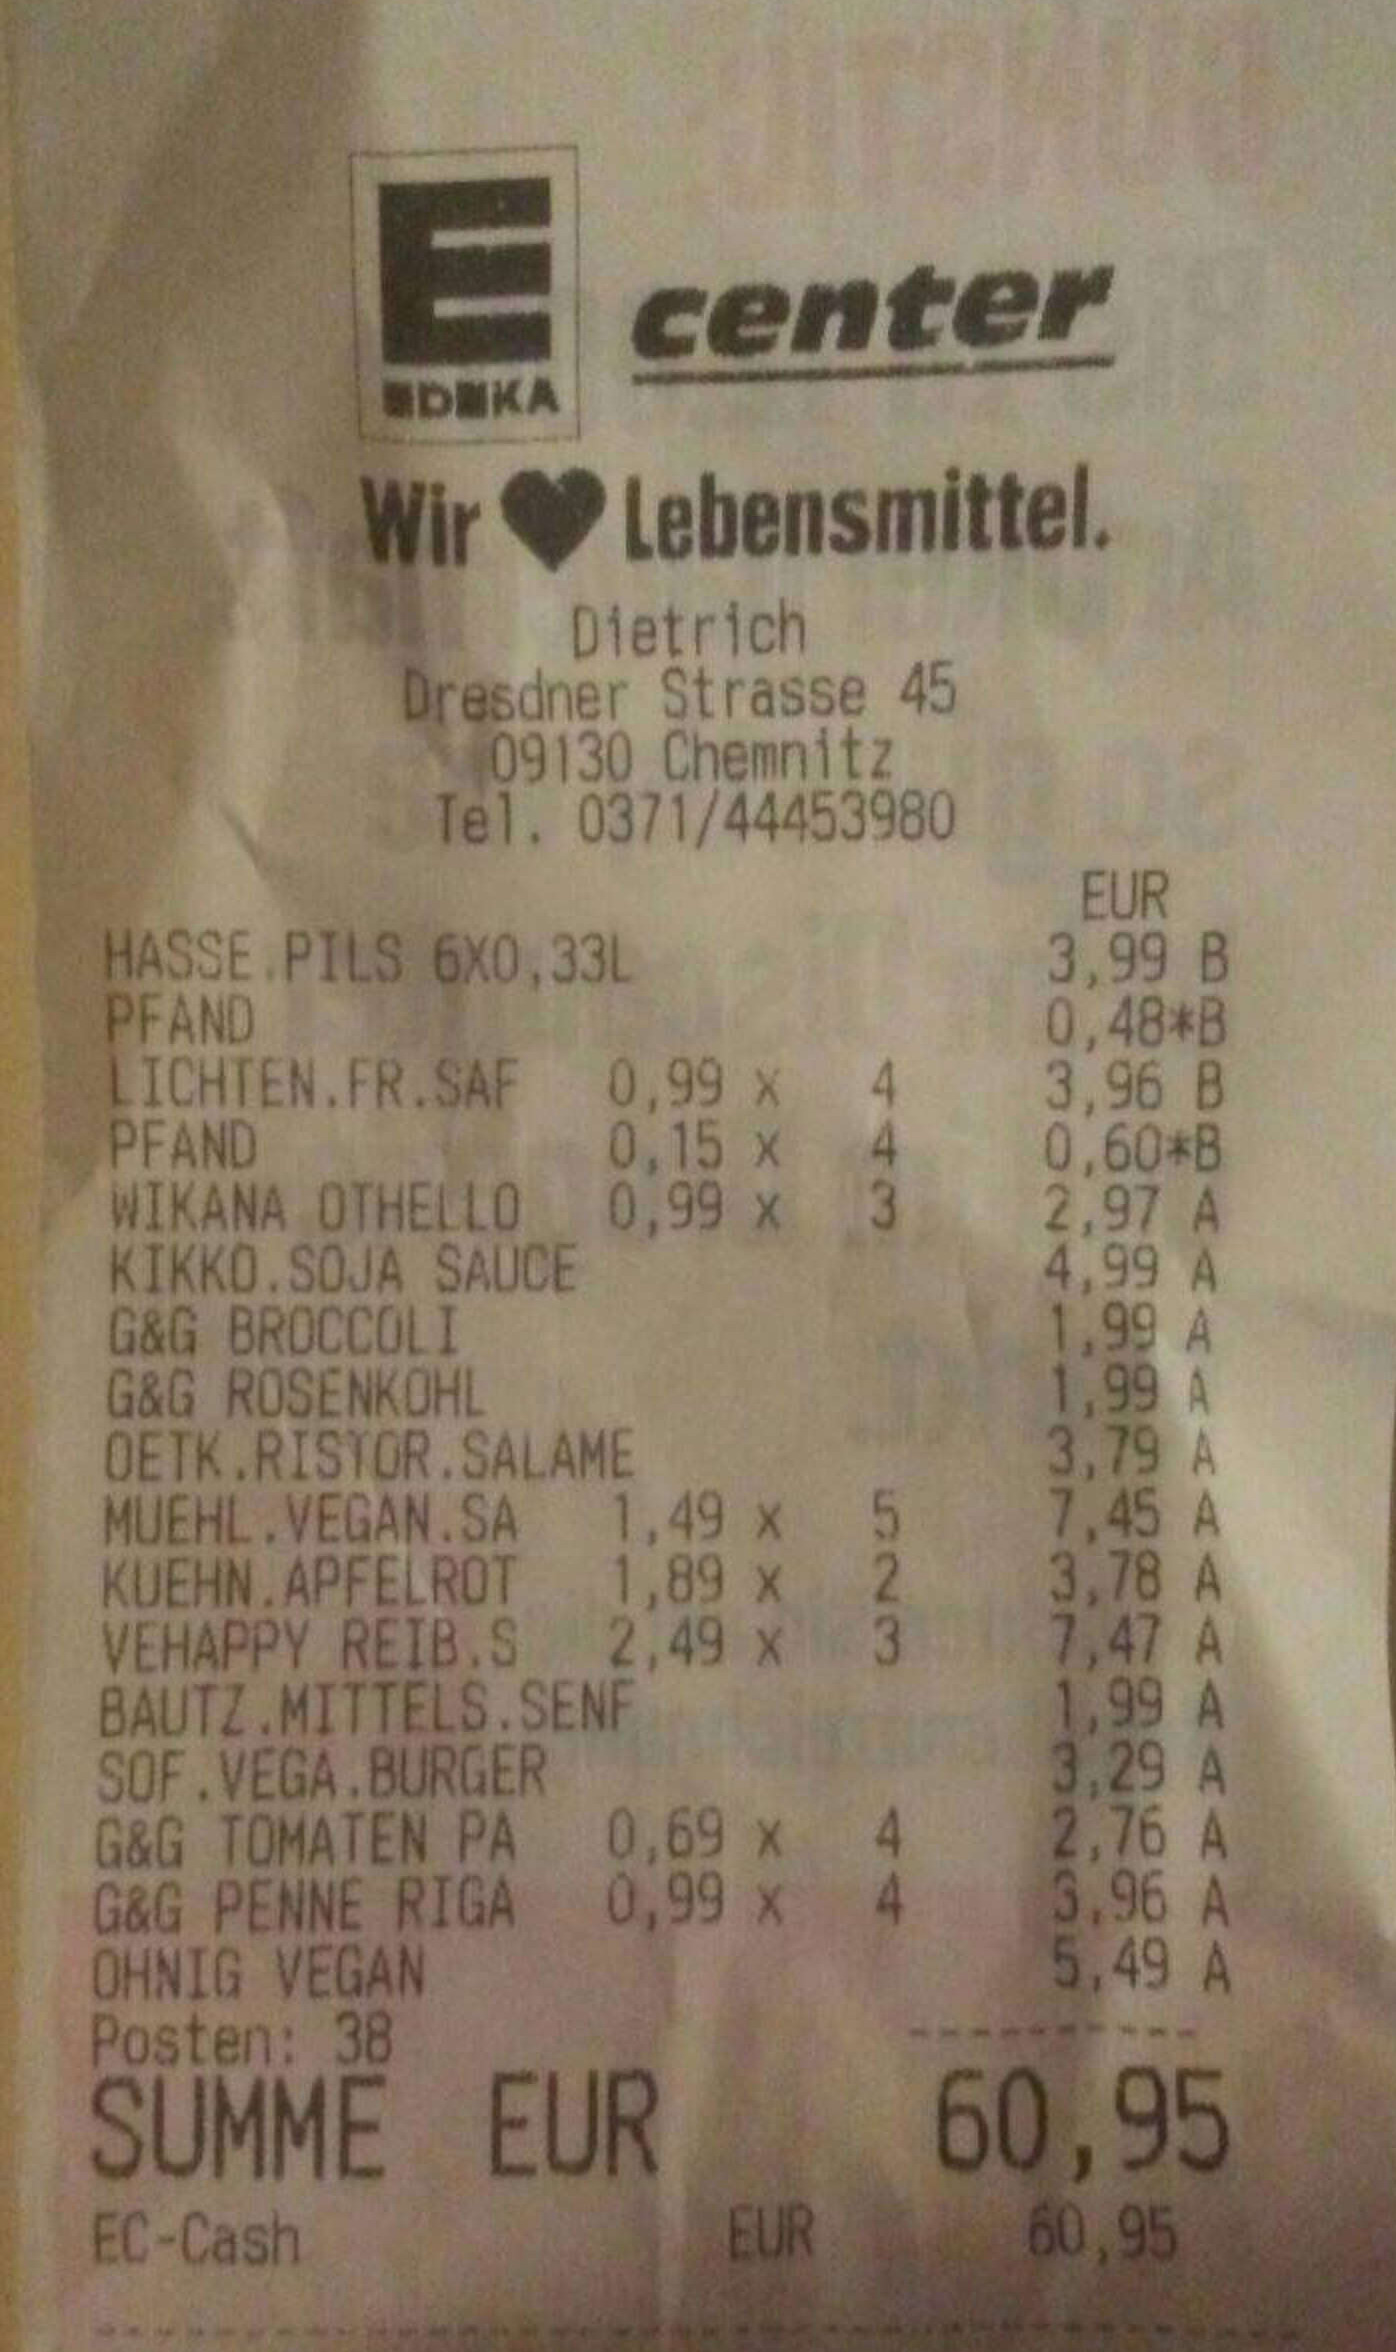 E center
EDEKA
Wir ♥ Lebensmittel.
Dietrich
Dresdner Strasse 45
09130 Chemnitz
Tel. 0371/44453980
EUR
HASSE.PILS 6X0,33L 3,99 B
PFAND 0,48*B
LICHTEN.FR.SAF 0,99 x 4 3,96 B
PFAND 0,15 x 4 0,60*B
WIKANA OTHELLO 0,99 x 3 2,97 A
KIKKO.SOJA SAUCE 4,99 A
G&G BROCCOLI 1,99 A
G&G ROSENKOHL 1,99 A
OETK.RISTOR.SALAME 3,79 A
MUEHL.VEGAN.SA 1,49 x 5 7,45 A
KUEHN.APFELROT 1,89 x 2 3,78 A
VEHAPPY REIB.S 2,49 x 3 7,47 A
BAUTZ.MITTELS.SENF 1,99 A
SOF.VEGA.BURGER 3,29 A
G&G TOMATEN PA 0,69 x 4 2,76 A
G&G PENNE RIGA 0,99 x 4 3,96 A
OHNIG VEGAN 5,49 A
Posten: 38
SUMME EUR 60,95
EC-Cash EUR 60,95